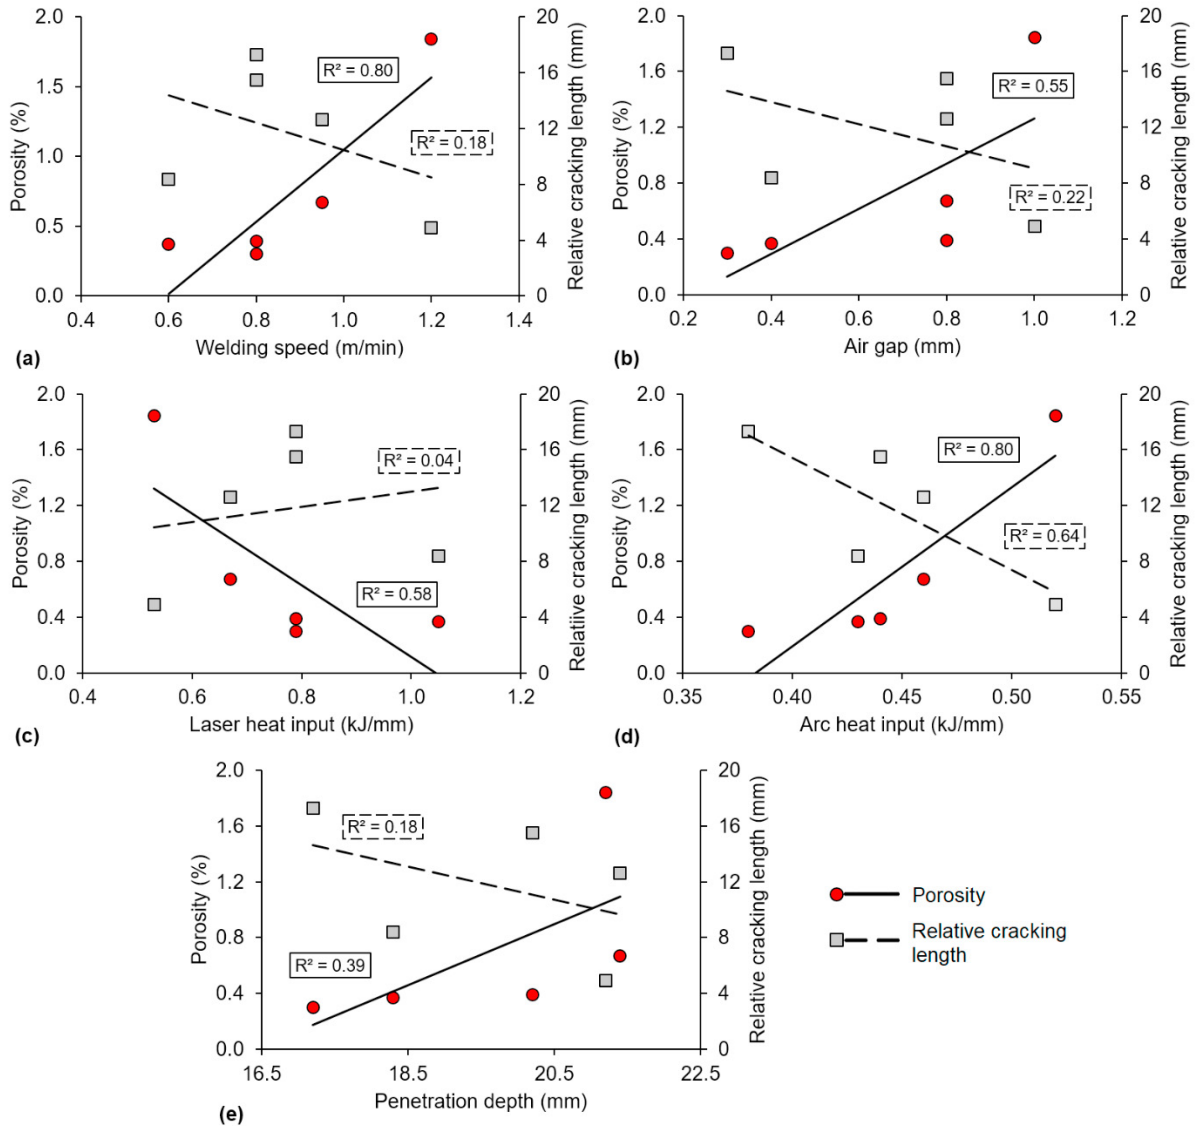 2.0
1.5
1.0
0.5
0.0
Porosity (%)
20
16
12
8
4
0
Relative cracking length (mm)
R² = 0.80
R² = 0.18
0.4 0.6 0.8 1.0 1.2 1.4
Welding speed (m/min)
(a)
2.0
1.6
1.2
0.8
0.4
0.0
Porosity (%)
20
16
12
8
4
0
Relative cracking length (mm)
R² = 0.55
R² = 0.22
0.2 0.4 0.6 0.8 1.0 1.2
Air gap (mm)
(b)
2.0
1.6
1.2
0.8
0.4
0.0
Porosity (%)
20
16
12
8
4
0
Relative cracking length (mm)
R² = 0.04
R² = 0.58
0.4 0.6 0.8 1.0 1.2
Laser heat input (kJ/mm)
(c)
2.0
1.6
1.2
0.8
0.4
0.0
Porosity (%)
20
16
12
8
4
0
Relative cracking length (mm)
R² = 0.80
R² = 0.64
0.35 0.40 0.45 0.50 0.55
Arc heat input (kJ/mm)
(d)
2.0
1.6
1.2
0.8
0.4
0.0
Porosity (%)
20
16
12
8
4
0
Relative cracking length (mm)
R² = 0.18
R² = 0.39
16.5 18.5 20.5 22.5
Penetration depth (mm)
(e)
Porosity
Relative cracking
length